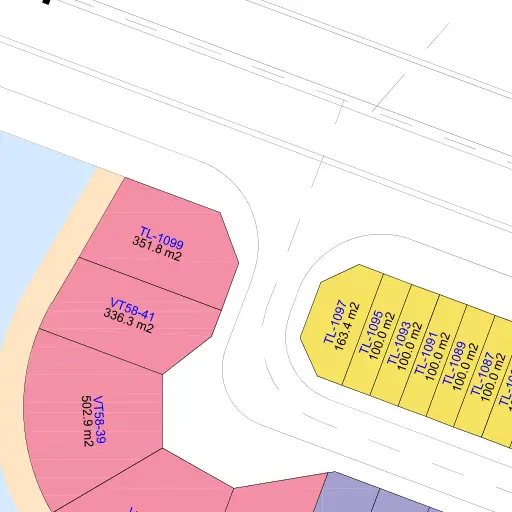 TL-1099
351.8 m2
VT58-41
336.3 m2
VT58-39
502.9 m2
TL-1097
163.4 m2
TL-1095
100.0 m2
TL-1093
100.0 m2
TL-1091
100.0 m2
TL-1089
100.0 m2
TL-1087
100.0 m2